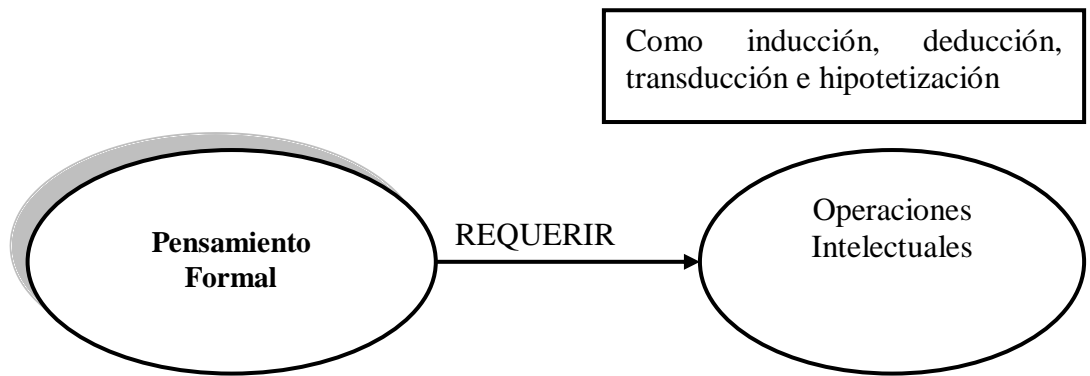 Como inducción, deducción,
transducción e hipotetización
Pensamiento
Formal
REQUERIR
Operaciones
Intelectuales